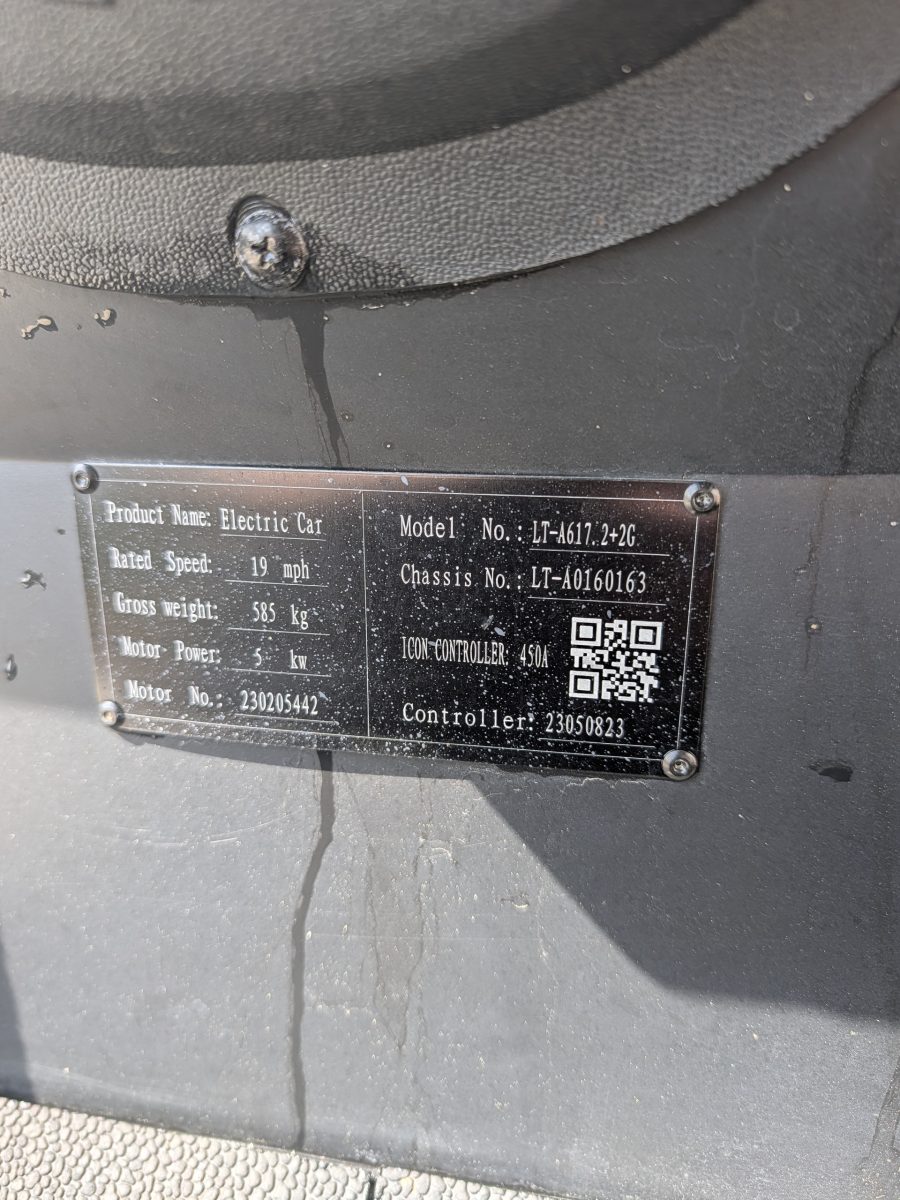 Product Name: Electric Car
Rated Speed: 19 mph
Gross weight: 585 kg
Motor Power: 5 kw
Motor No.: 230205442
Model No.: LT-A617.2+2G
Chassis No.: LT-A0160163
ICON CONTROLLER: 450A
Controller: 23050823